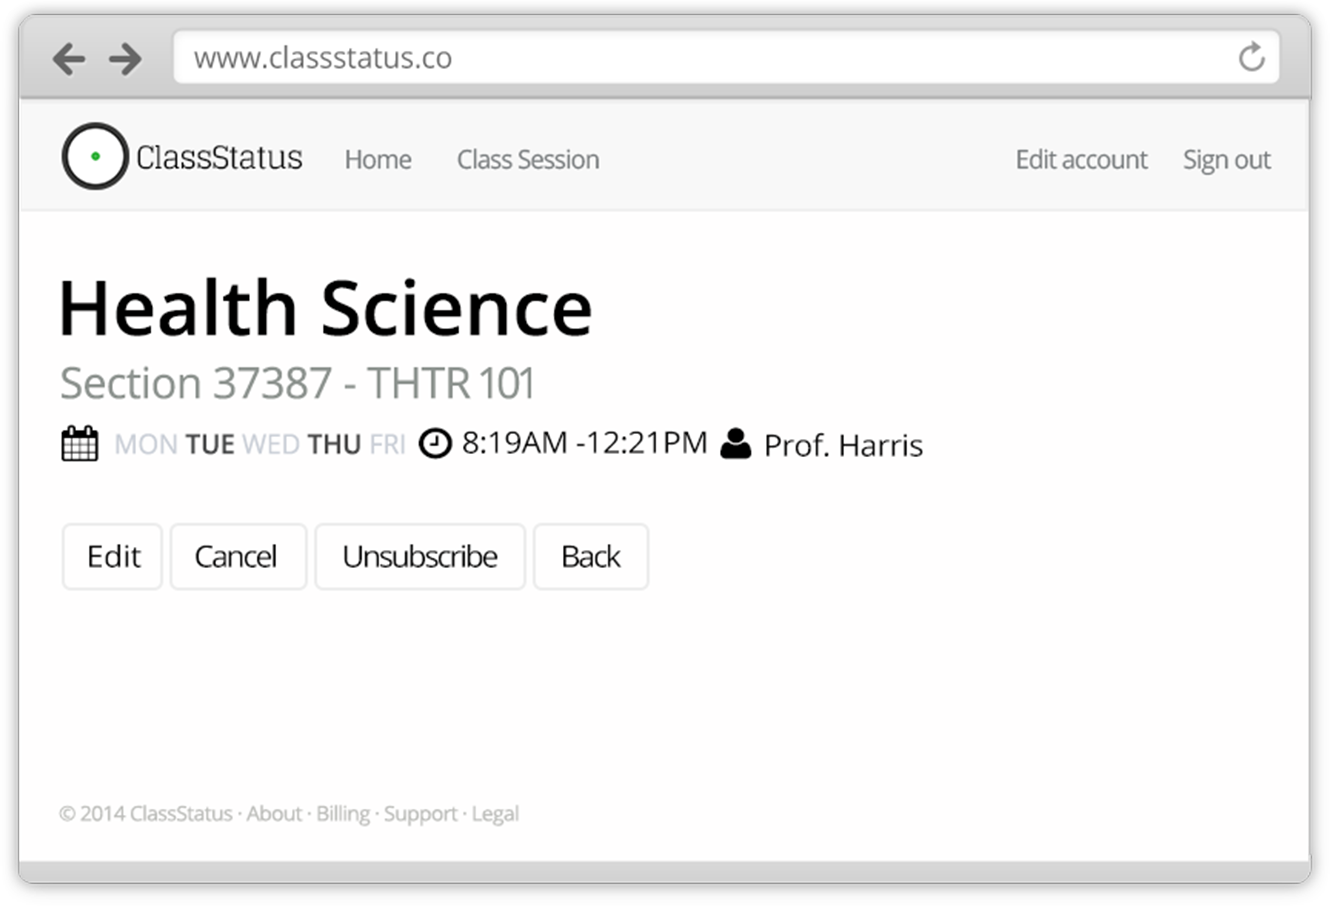 www.classstatus.co
ClassStatus Home Class Session Edit account Sign out
Health Science
Section 37387 - THTR 101
MON TUE WED THU FRI 8:19AM -12:21PM Prof. Harris
Edit Cancel Unsubscribe Back
© 2014 ClassStatus · About · Billing · Support · Legal